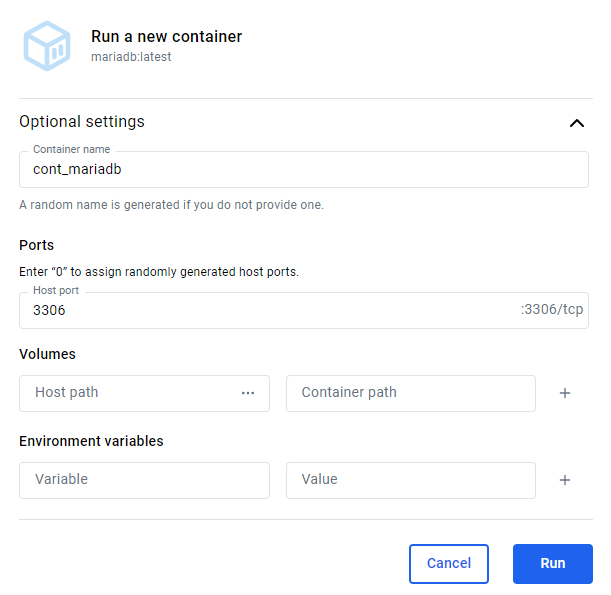 Run a new container
mariadb:latest
Optional settings
Container name
cont_mariadb
A random name is generated if you do not provide one.
Ports
Enter “0” to assign randomly generated host ports.
Host port
3306 :3306/tcp
Volumes
Host path ··· Container path +
Environment variables
Variable Value +
Cancel Run